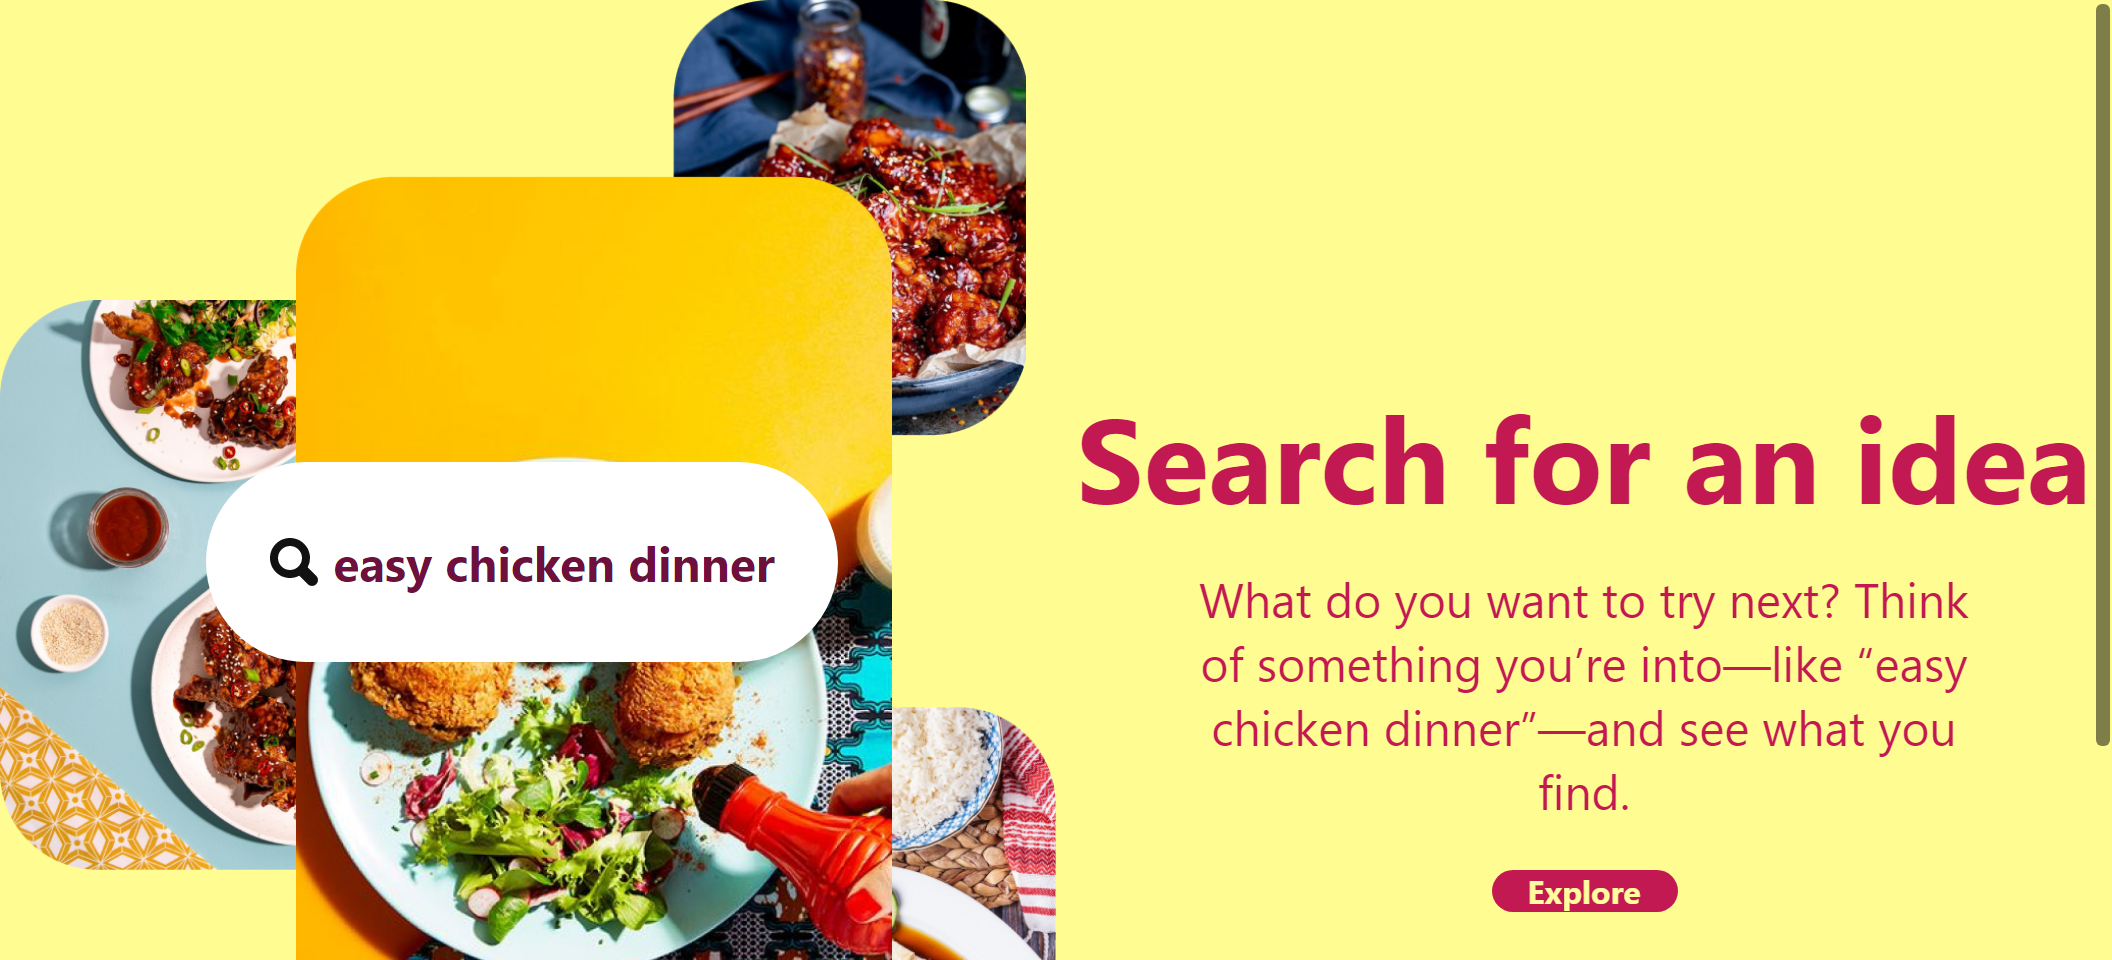 easy chicken dinner
Search for an idea
What do you want to try next? Think
of something you’re into—like “easy
chicken dinner”—and see what you
find.
Explore